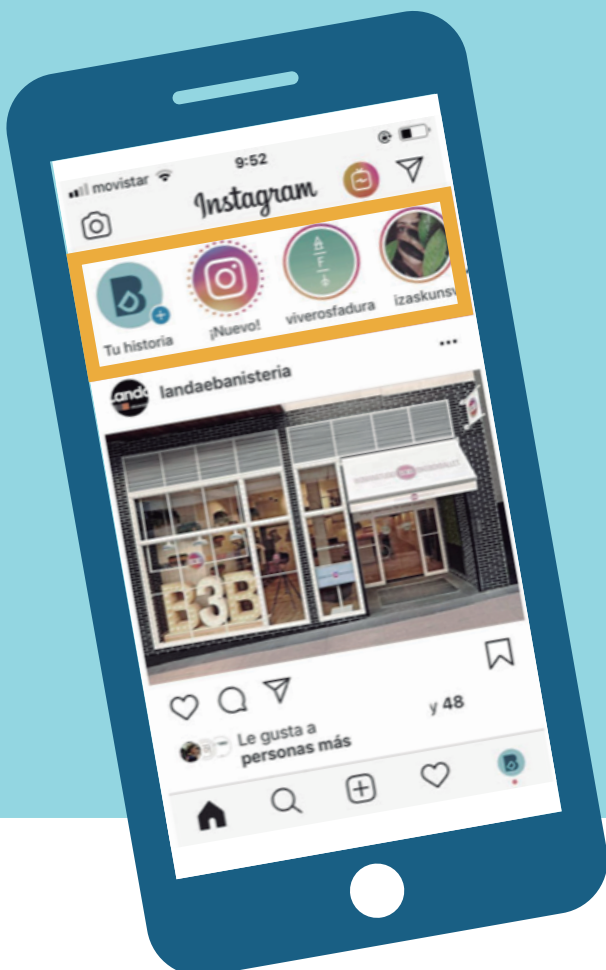 movistar
9:52
Instagram
Tu historia
¡Nuevo!
viverosfadura
izaskunsv
landaebanisteria
B3B
Le gusta a
personas más
y 48